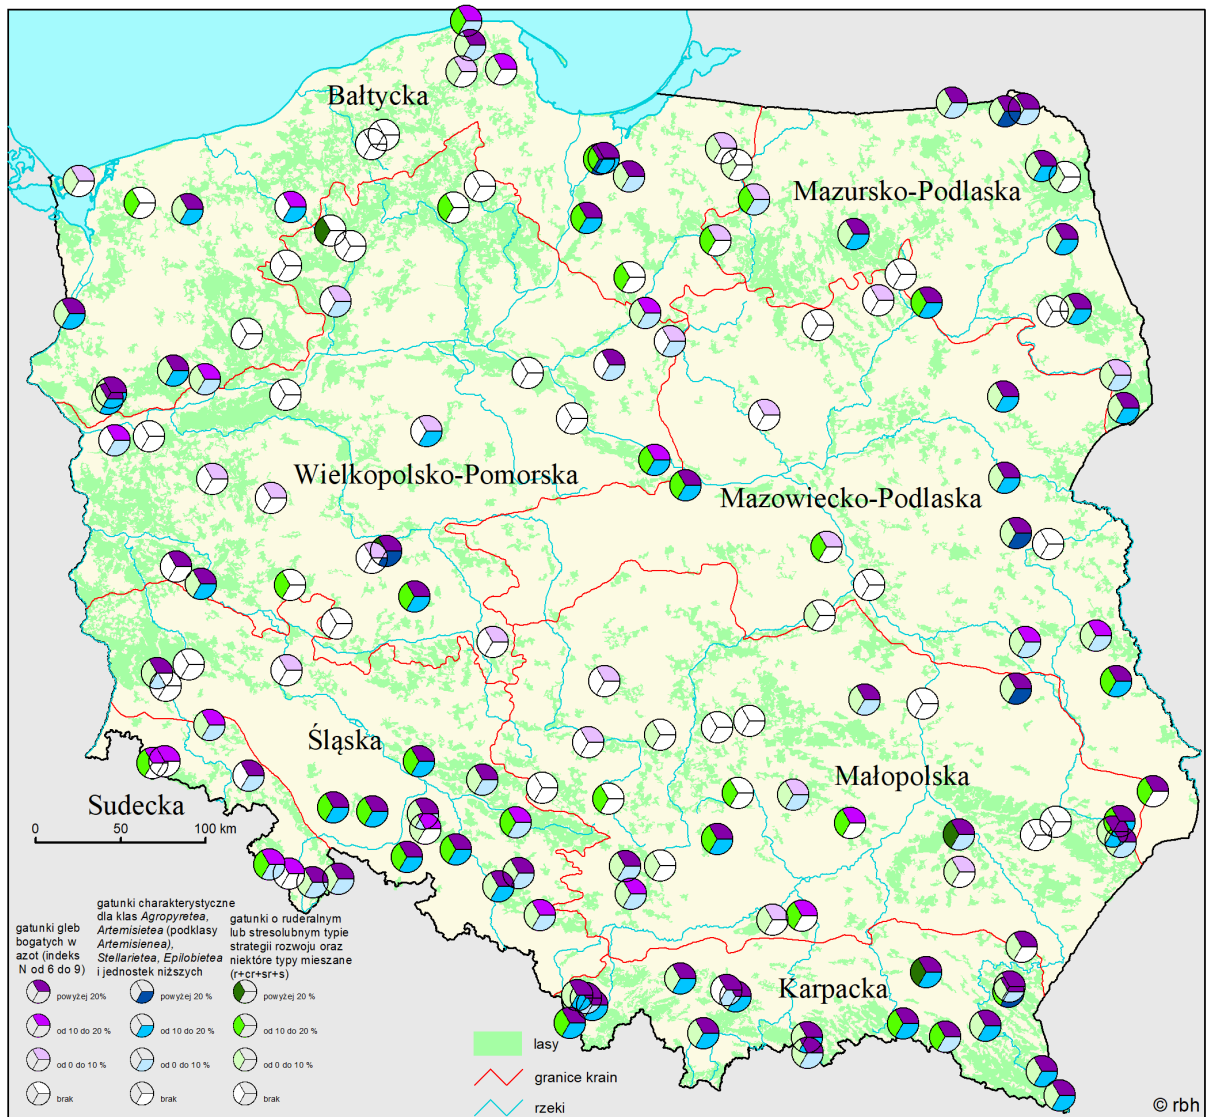 Bałtycka
Mazursko-Podlaska
Wielkopolsko-Pomorska
Mazowiecko-Podlaska
Śląska
Małopolska
Sudecka
0 50 100 km
Karpacka
gatunki gleb
bogatych w
azot (indeks
N od 6 do 9)
powyżej 20%
od 10 do 20 %
od 0 do 10 %
brak
gatunki charakterystyczne
dla klas Agropyretea,
Artemisietea (podklasy
Artemisienea),
Stellarietea, Epilobietea
i jednostek niższych
powyżej 20 %
od 10 do 20 %
od 0 do 10 %
brak
gatunki o ruderalnym
lub stresolubnym typie
strategii rozwoju oraz
niektóre typy mieszane
(r+cr+sr+s)
powyżej 20 %
od 10 do 20 %
od 0 do 10 %
brak
lasy
granice krain
rzeki
© rbh